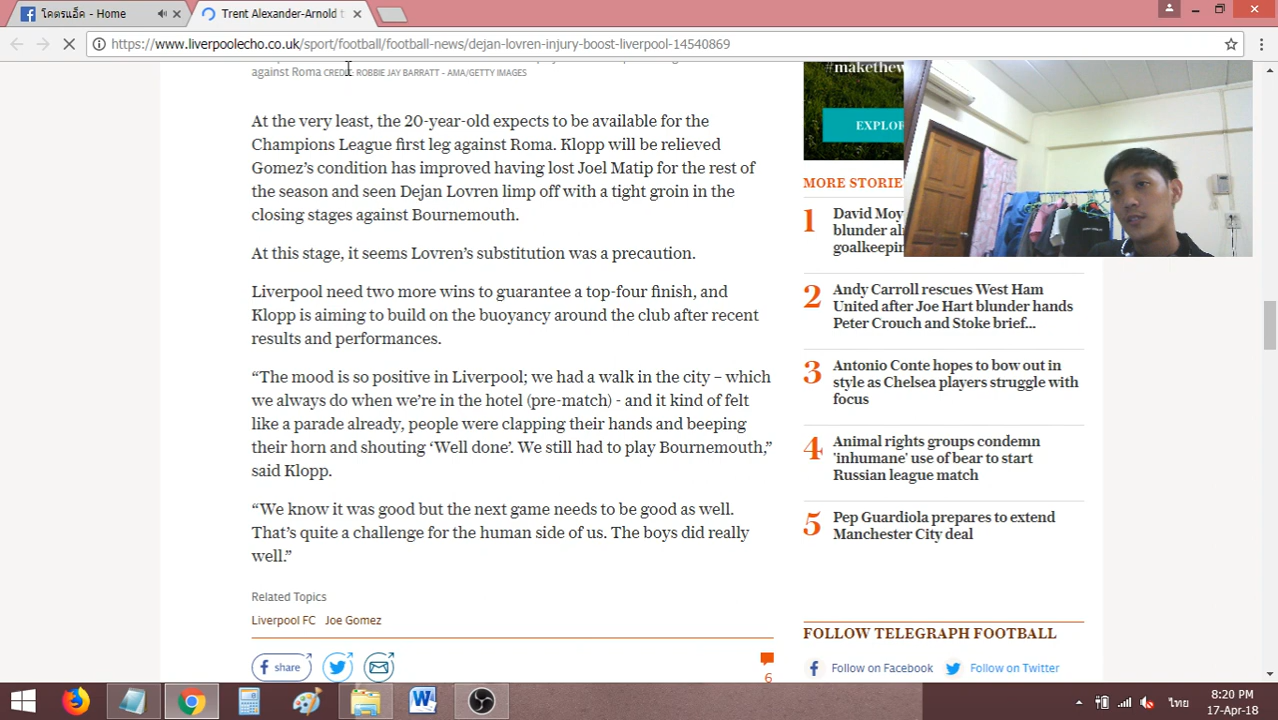 โคตรแอ็ค - Home
Trent Alexander-Arnold t
https://www.liverpoolecho.co.uk/sport/football/football-news/dejan-lovren-injury-boost-liverpool-14540869
against Roma CREDIT: ROBBIE JAY BARRATT - AMA/GETTY IMAGES
At the very least, the 20-year-old expects to be available for the
Champions League first leg against Roma. Klopp will be relieved
Gomez’s condition has improved having lost Joel Matip for the rest of
the season and seen Dejan Lovren limp off with a tight groin in the
closing stages against Bournemouth.
At this stage, it seems Lovren’s substitution was a precaution.
Liverpool need two more wins to guarantee a top-four finish, and
Klopp is aiming to build on the buoyancy around the club after recent
results and performances.
“The mood is so positive in Liverpool; we had a walk in the city – which
we always do when we’re in the hotel (pre-match) - and it kind of felt
like a parade already, people were clapping their hands and beeping
their horn and shouting ‘Well done’. We still had to play Bournemouth,”
said Klopp.
“We know it was good but the next game needs to be good as well.
That’s quite a challenge for the human side of us. The boys did really
well.”
Related Topics
Liverpool FC Joe Gomez
share
6
#makethew
EXPLOR
MORE STORIE
1 David Moy
blunder al
goalkeepin
2 Andy Carroll rescues West Ham
United after Joe Hart blunder hands
Peter Crouch and Stoke brief...
3 Antonio Conte hopes to bow out in
style as Chelsea players struggle with
focus
4 Animal rights groups condemn
'inhumane' use of bear to start
Russian league match
5 Pep Guardiola prepares to extend
Manchester City deal
FOLLOW TELEGRAPH FOOTBALL
Follow on Facebook Follow on Twitter
ไทย
8:20 PM
17-Apr-18